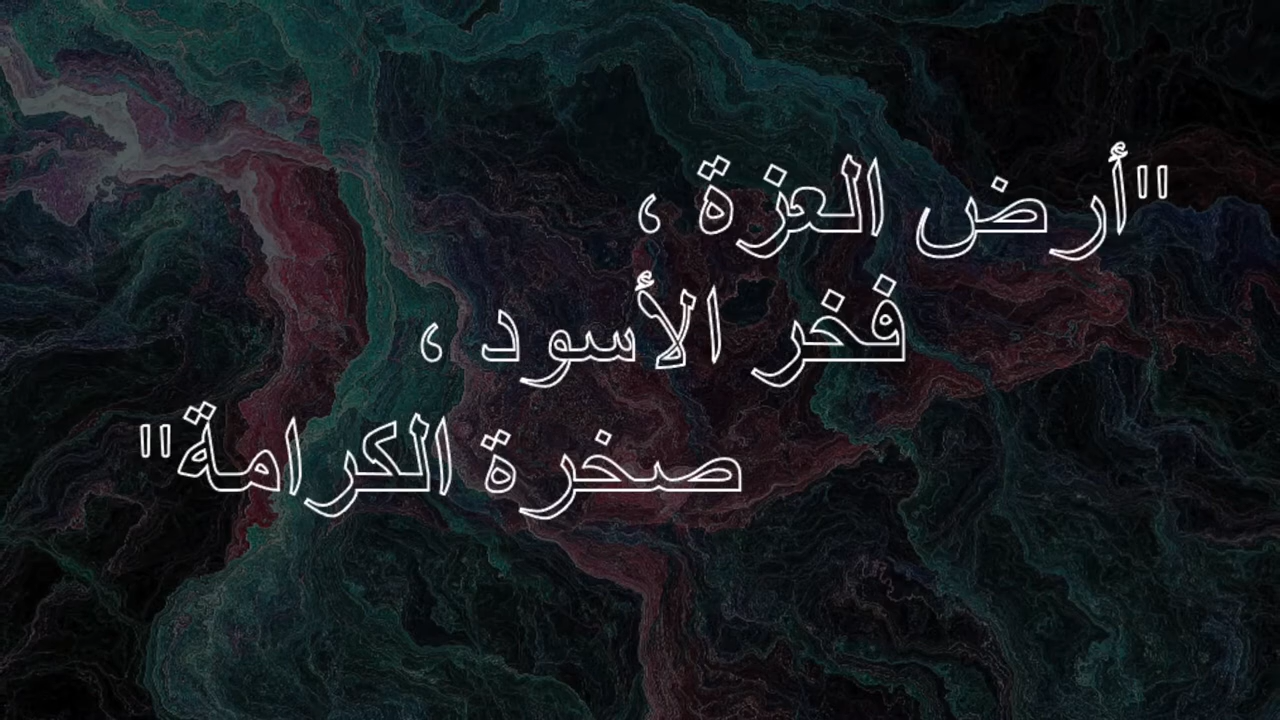 "أرض العزة ،
فخر الأسود ،
صخرة الكرامة"